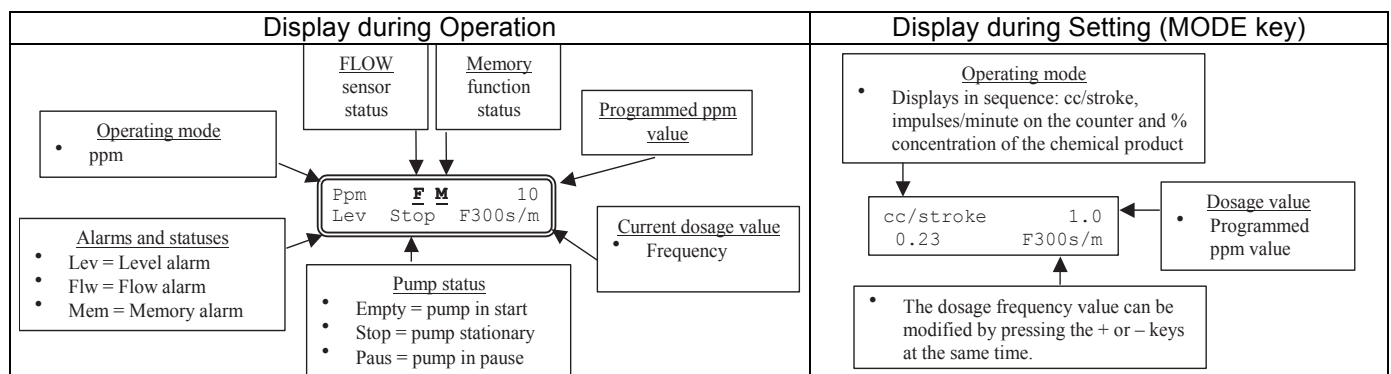 Display during Operation
Display during Setting (MODE key)
FLOW
sensor
status
Memory
function
status
Operating mode
• ppm
Programmed ppm
value
Ppm F M 10
Lev Stop F300s/m
Alarms and statuses
• Lev = Level alarm
• Flw = Flow alarm
• Mem = Memory alarm
Pump status
• Empty = pump in start
• Stop = pump stationary
• Paus = pump in pause
Current dosage value
• Frequency
Operating mode
• Displays in sequence: cc/stroke,
impulses/minute on the counter and %
concentration of the chemical product
cc/stroke 1.0
0.23 F300s/m
Dosage value
• Programmed
ppm value
• The dosage frequency value can be
modified by pressing the + or – keys
at the same time.